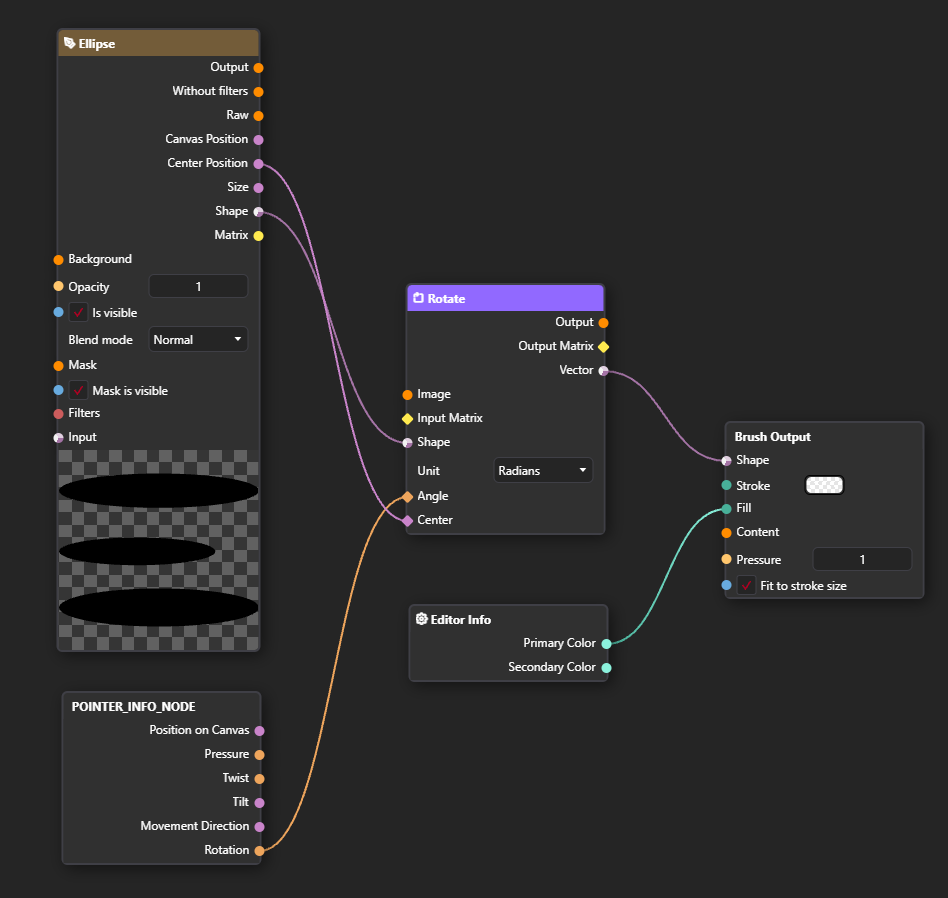 Ellipse
Output
Without filters
Raw
Canvas Position
Center Position
Size
Shape
Matrix
Background
Opacity 1
Is visible
Blend mode Normal
Mask
Mask is visible
Filters
Input
POINTER_INFO_NODE
Position on Canvas
Pressure
Twist
Tilt
Movement Direction
Rotation
Rotate
Output
Output Matrix
Vector
Image
Input Matrix
Shape
Unit Radians
Angle
Center
Editor Info
Primary Color
Secondary Color
Brush Output
Shape
Stroke
Fill
Content
Pressure 1
Fit to stroke size